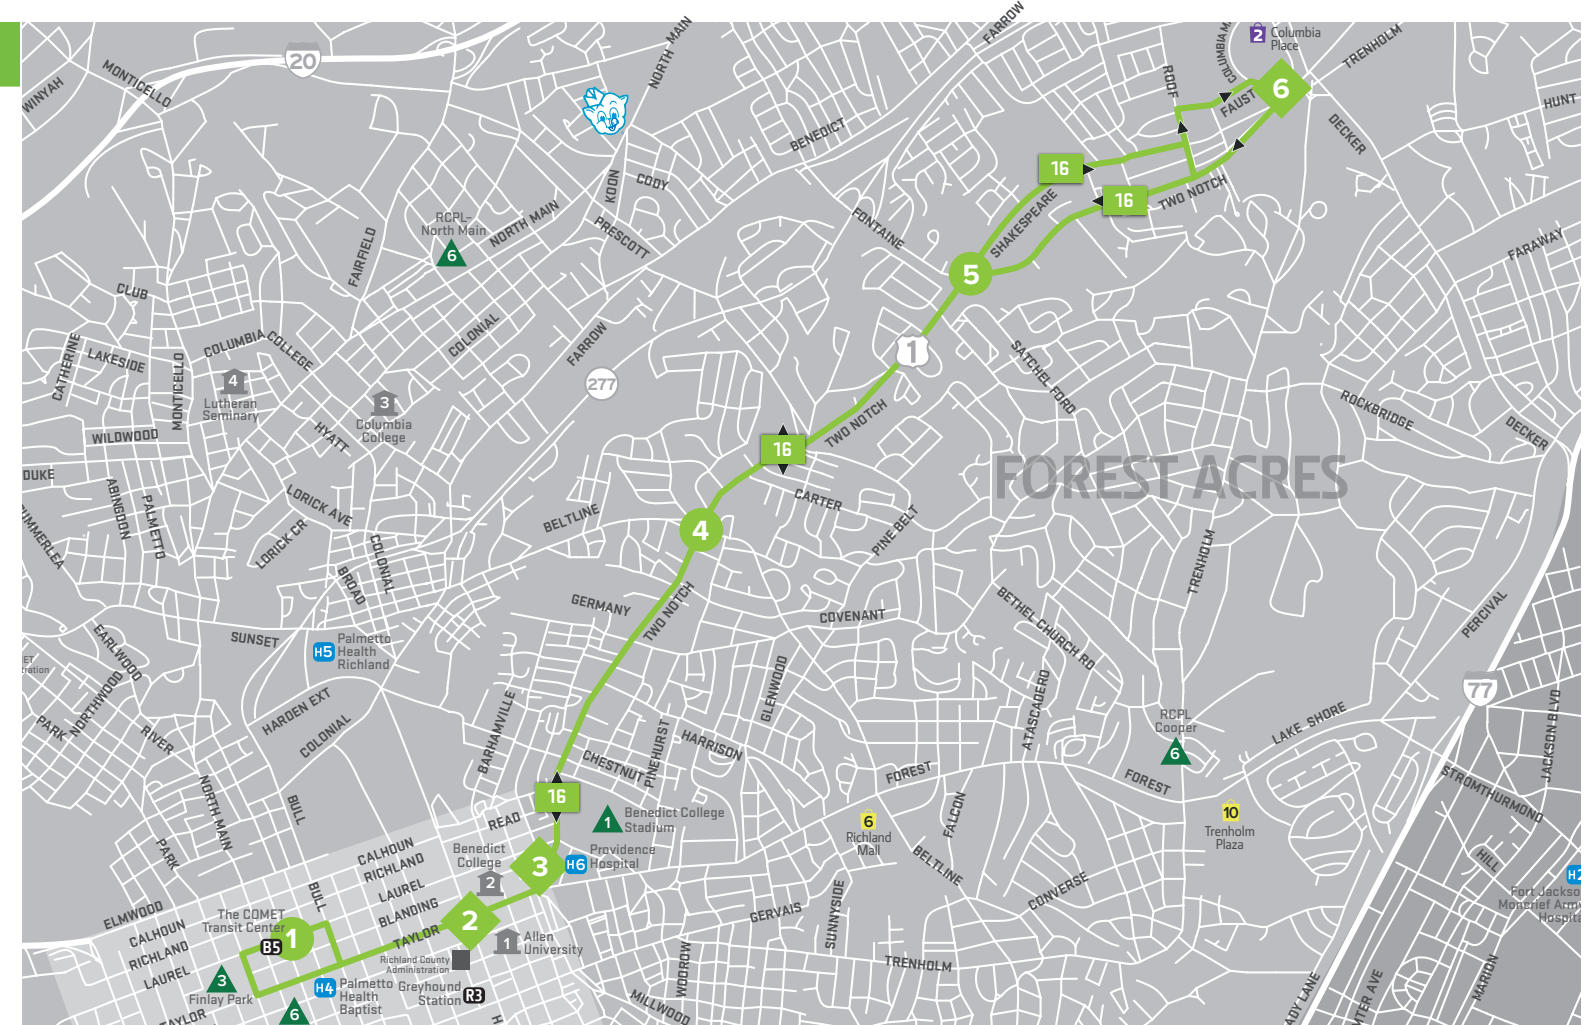 FARROW
NORTH MAIN
20
MONTICELLO
WINYAH
2
Columbia
Place
TRENHOLM
ROOF
6
FAUST
HUNT
DECKER
BENEDICT
16
16
TWO NOTCH
SHAKESPEARE
KOON
CODY
RCPL–
North Main
6
NORTH MAIN
PRESCOTT
FONTAINE
FAIRFIELD
FARAWAY
5
CLUB
COLUMBIA COLLEGE
COLONIAL
FARROW
1
CATHERINE
LAKESIDE
MONTICELLO
4
Lutheran
Seminary
3
Columbia
College
277
SATCHEL FORD
ROCKBRIDGE
DECKER
TWO NOTCH
WILDWOOD
HYATT
16
DUKE
FOREST ACRES
ABINGDON
PALMETTO
LORICK AVE
LORICK CR
COLONIAL
BROAD
BELTLINE
CARTER
PINE BELT
4
TRENHOLM
GERMANY
TWO NOTCH
COVENANT
BETHEL CHURCH RD
PERCIVAL
EARLWOOD
SUNSET
H5
Palmetto
Health
Richland
NORTHWOOD
PARK
RIVER
HARDEN EXT
COLONIAL
BARHAMVILLE
GLENWOOD
ATASCADERO
77
RCPL
Cooper
6
LAKE SHORE
JACKSON BLVD
PINEHURST
HARRISON
CHESTNUT
FOREST
FOREST
STROMTHURMOND
NORTH MAIN
BULL
16
READ
1
Benedict College
Stadium
6
Richland
Mall
FALCON
10
Trenholm
Plaza
PARK
CALHOUN
RICHLAND
LAUREL
BLANDING
TAYLOR
Benedict
College
2
3
H6
Providence
Hospital
BELTLINE
CONVERSE
HILL
H2
ELMWOOD
CALHOUN
RICHLAND
LAUREL
BULL
The COMET
Transit Center
B5
1
2
1
Allen
University
GERVAIS
SUNNYSIDE
Richland County
Administration
3
Finlay Park
H4
Palmetto
Health
Baptist
Greyhound
Station
R3
6
TAYLOR
WOODROW
MILLWOOD
TRENHOLM
MARION